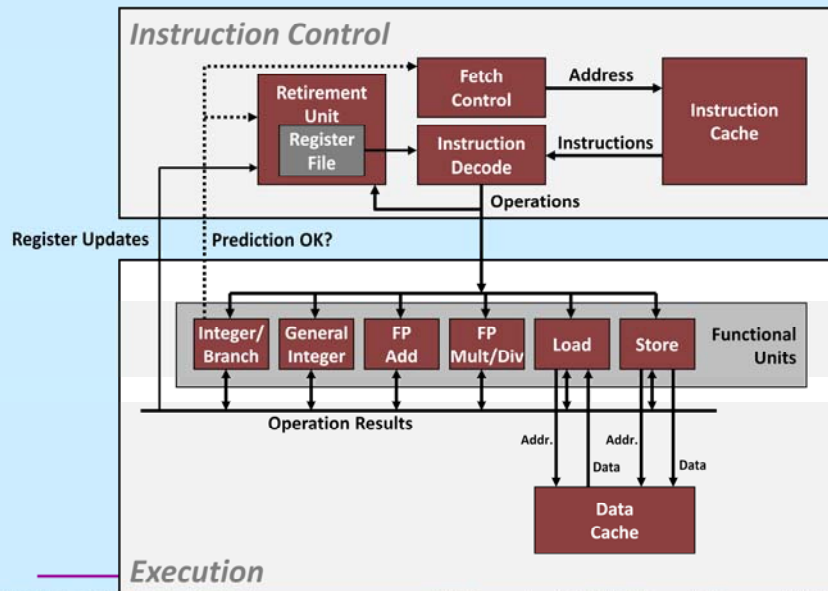 Instruction Control
Retirement
Unit
Register
File
Fetch
Control
Address
Instruction
Cache
Instruction
Decode
Instructions
Operations
Register Updates
Prediction OK?
Integer/
Branch
General
Integer
FP
Add
FP
Mult/Div
Load
Store
Functional
Units
Operation Results
Addr.
Data
Addr.
Data
Data
Cache
Execution